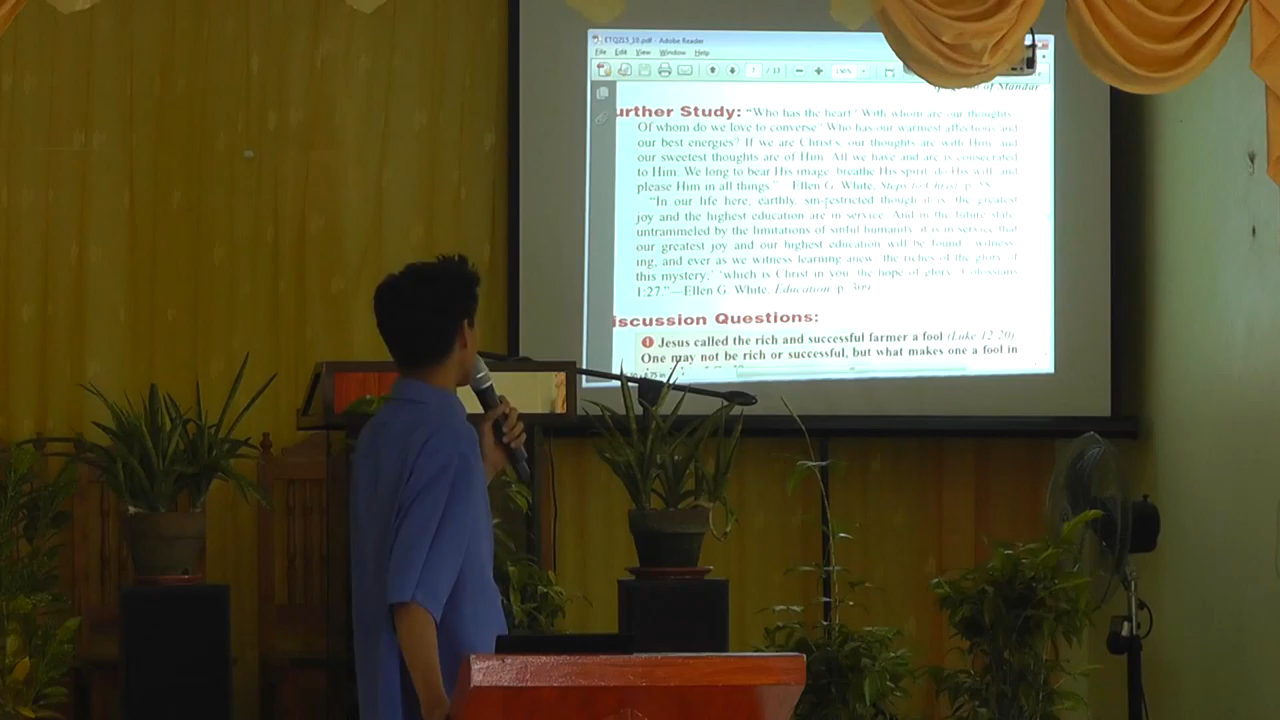 ETQ215_10.pdf - Adobe Reader
File Edit View Window Help
7 / 13 150%
of Standar
urther Study: "Who has the heart? With whom are our thoughts
Of whom do we love to converse? Who has our warmest affections and
our best energies? If we are Christ's, our thoughts are with Him, and
our sweetest thoughts are of Him. All we have and are is consecrated
to Him. We long to bear His image, breathe His spirit, do His will, and
please Him in all things."—Ellen G. White, Steps to Christ, p. 58.
"In our life here, earthly, sin-restricted though it is, the greatest
joy and the highest education are in service. And in the future state,
untrammeled by the limitations of sinful humanity, it is in service that
our greatest joy and our highest education will be found—witness-
ing, and ever as we witness learning anew 'the riches of the glory of
this mystery;' 'which is Christ in you, the hope of glory.' Colossians
1:27."—Ellen G. White, Education, p. 309.
iscussion Questions:
1 Jesus called the rich and successful farmer a fool (Luke 12:20)
One may not be rich or successful, but what makes one a fool in